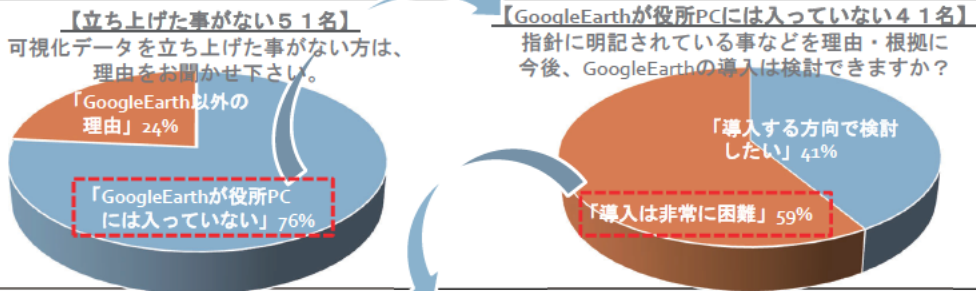 【立ち上げた事がない５１名】
可視化データを立ち上げた事がない方は、
理由をお聞かせ下さい。
「GoogleEarth以外の
理由」24%
「GoogleEarthが役所PC
には入っていない」76%
【GoogleEarthが役所PCには入っていない４１名】
指針に明記されている事などを理由・根拠に
今後、GoogleEarthの導入は検討できますか？
「導入する方向で検討
したい」41%
「導入は非常に困難」59%